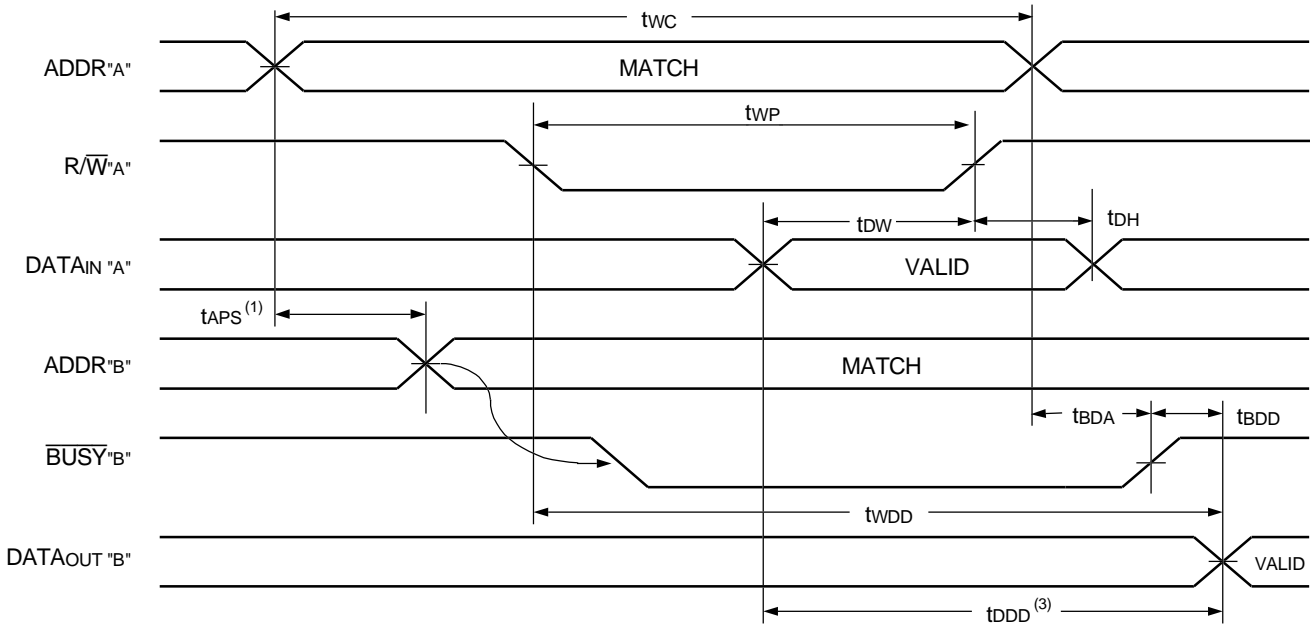 tWC
ADDR"A" MATCH
tWP
R/W̅"A"
tDW tDH
DATAIN "A" VALID
tAPS (1)
ADDR"B" MATCH
tBDA tBDD
B̅U̅S̅Y̅"B"
tWDD
DATAOUT "B" VALID
tDDD (3)